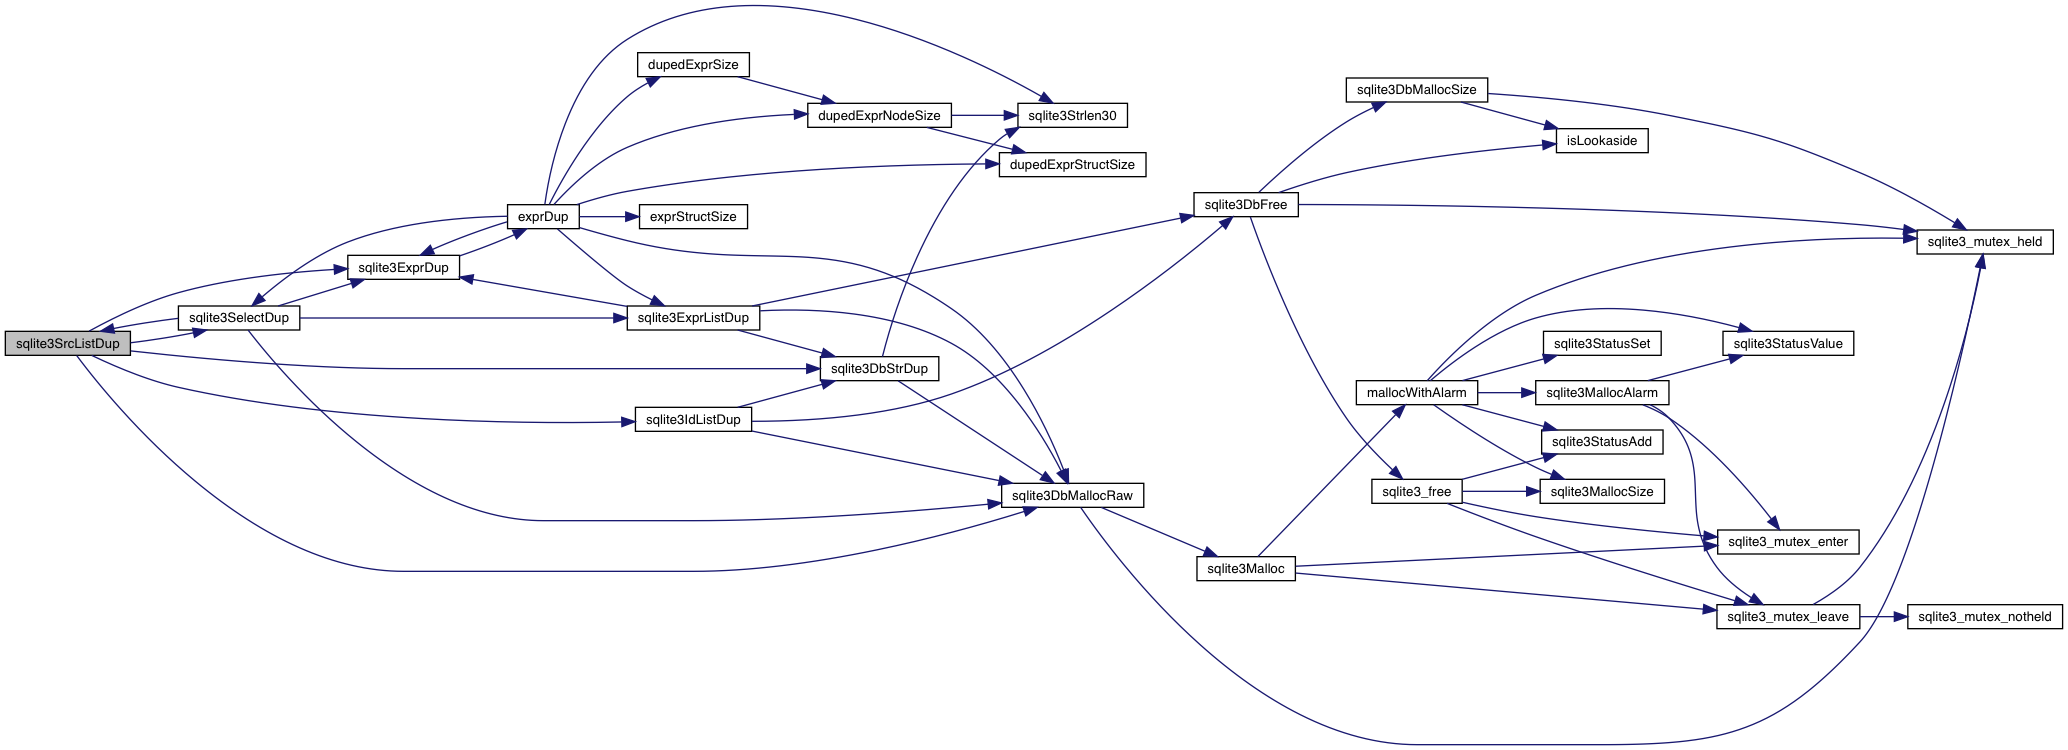 dupedExprSize
sqlite3DbMallocSize
dupedExprNodeSize
sqlite3Strlen30
isLookaside
dupedExprStructSize
sqlite3DbFree
exprDup
exprStructSize
sqlite3_mutex_held
sqlite3ExprDup
sqlite3SelectDup
sqlite3ExprListDup
sqlite3SrcListDup
sqlite3StatusSet
sqlite3StatusValue
sqlite3DbStrDup
mallocWithAlarm
sqlite3MallocAlarm
sqlite3IdListDup
sqlite3StatusAdd
sqlite3_free
sqlite3MallocSize
sqlite3DbMallocRaw
sqlite3_mutex_enter
sqlite3Malloc
sqlite3_mutex_leave
sqlite3_mutex_notheld